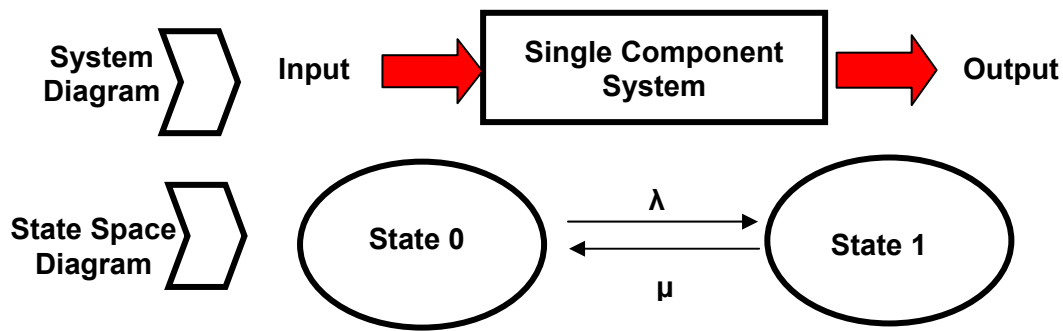 System
Diagram
Input
Single Component
System
Output
State Space
Diagram
State 0
λ
μ
State 1